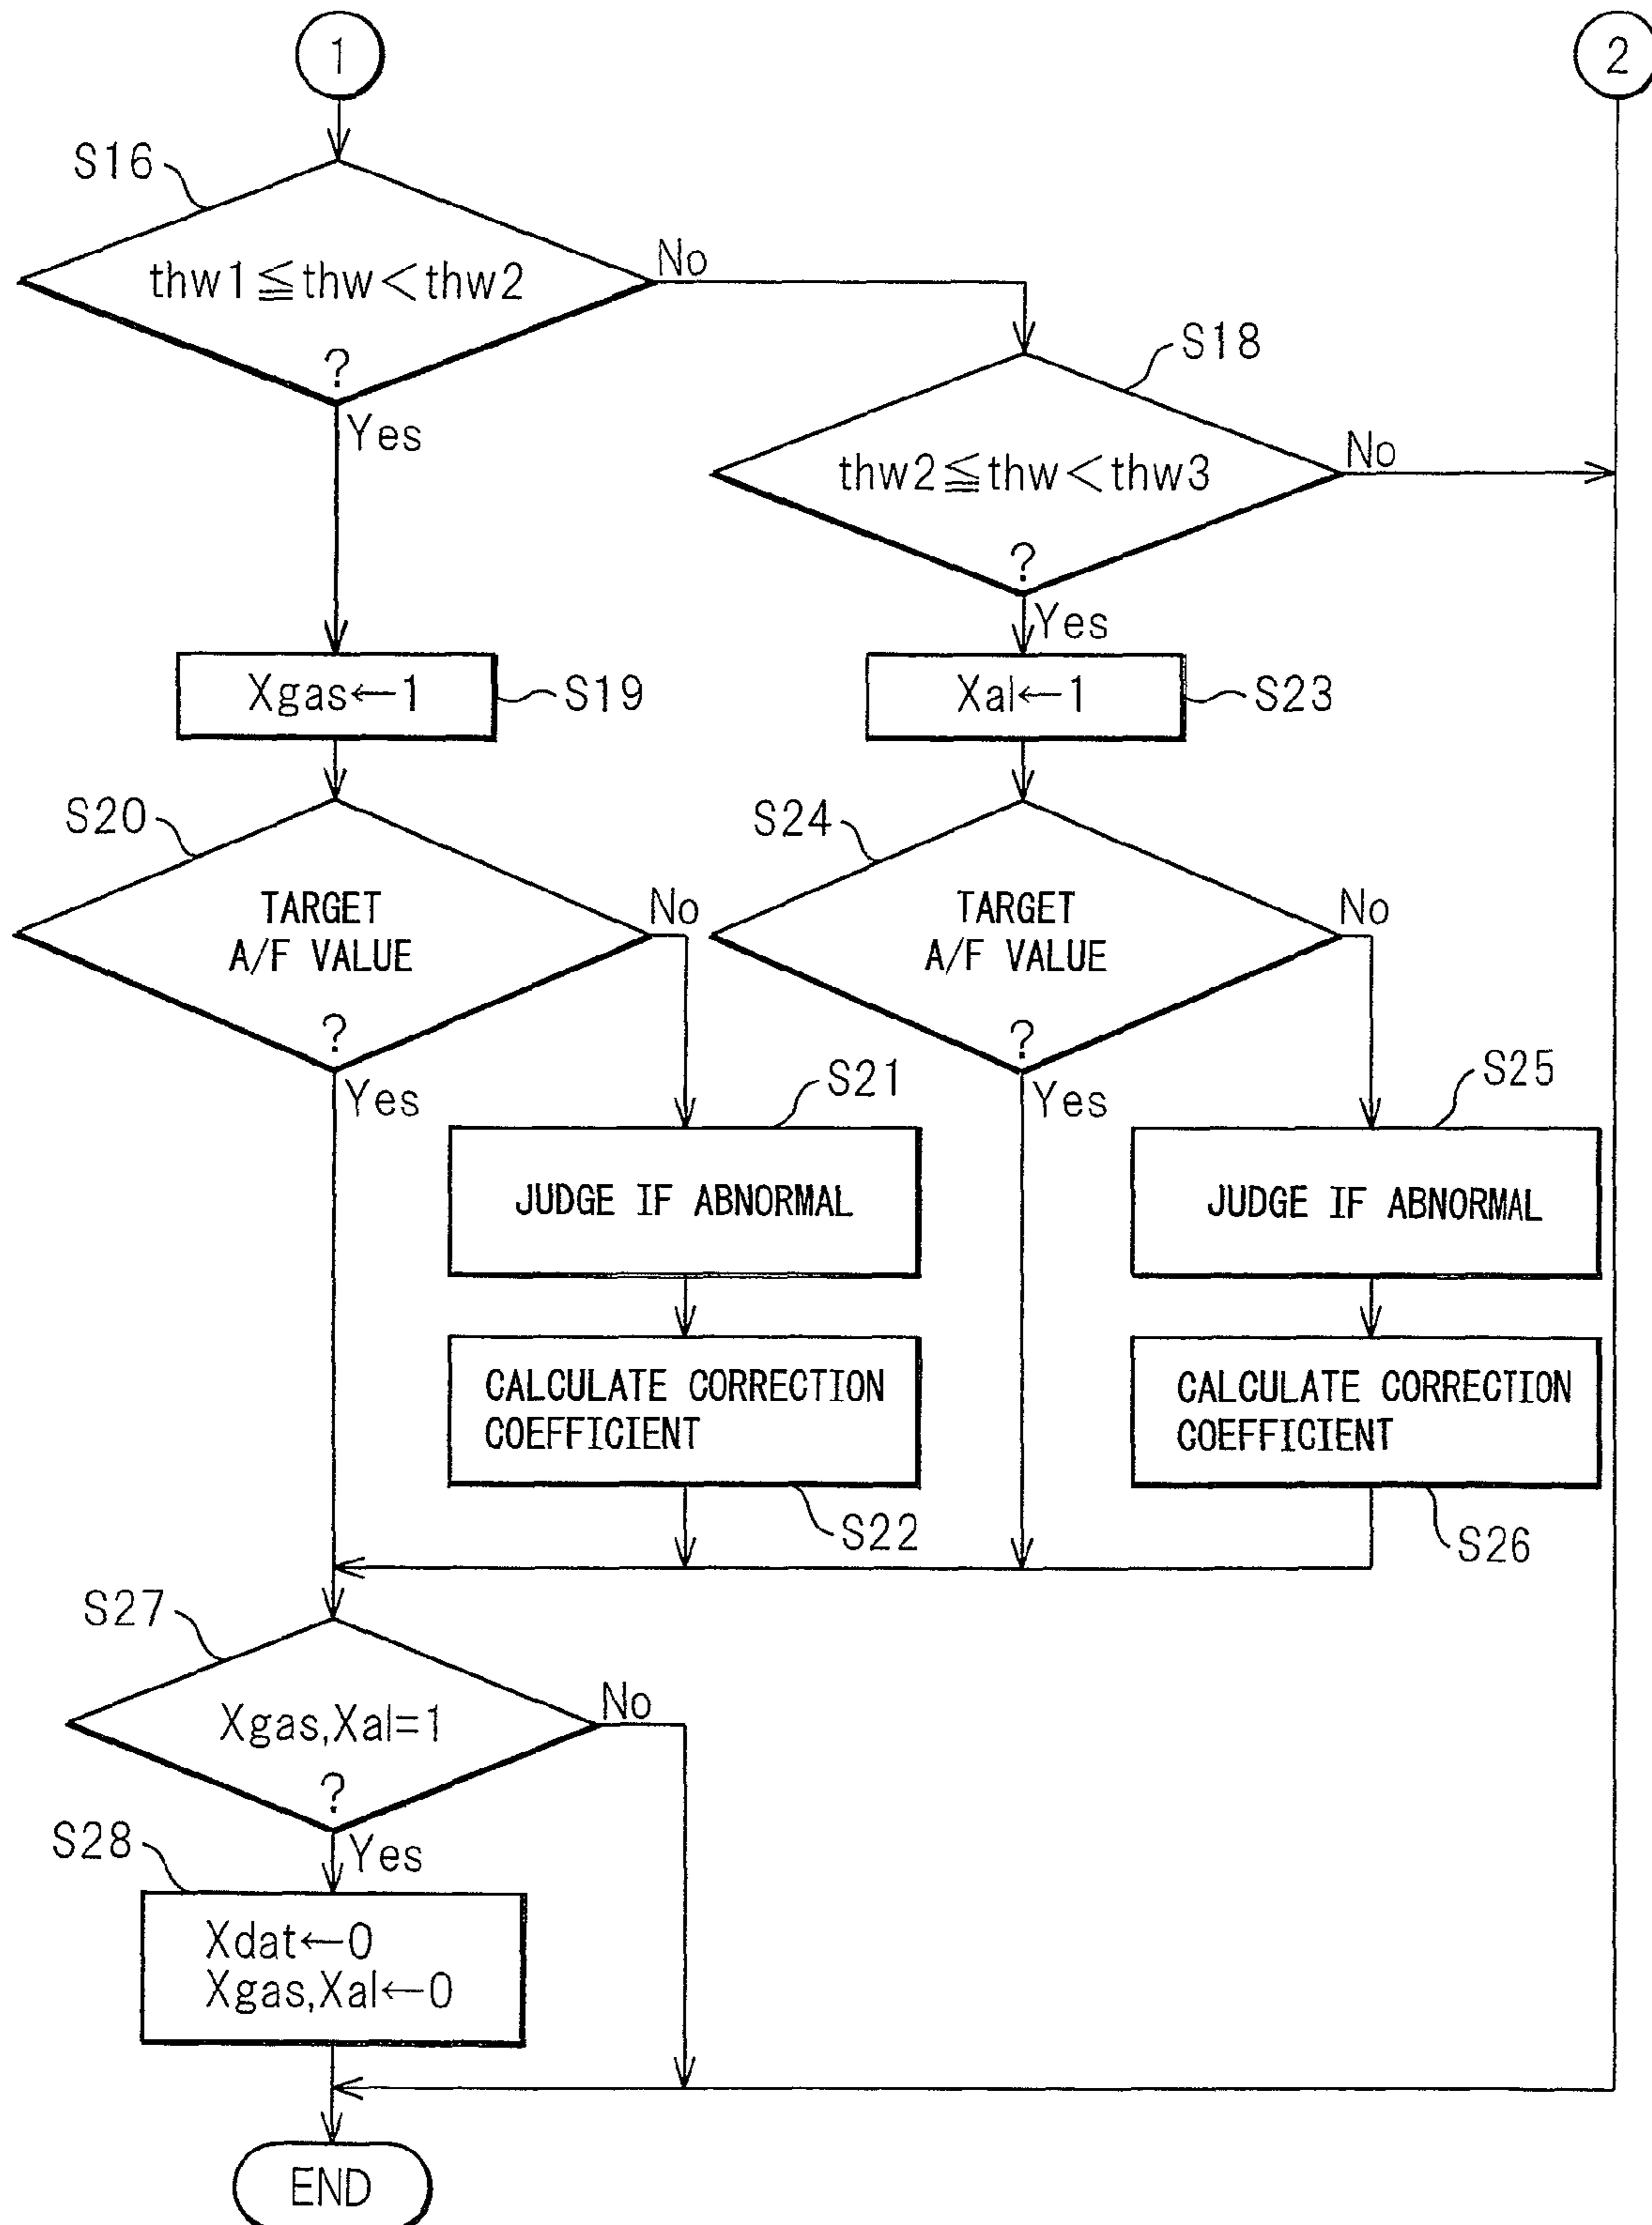 1
2
S16
thw1≦thw<thw2
?
No
Yes
S18
thw2≦thw<thw3
?
No
Yes
Xgas←1
S19
Xal←1
S23
S20
TARGET
A/F VALUE
?
No
Yes
S24
TARGET
A/F VALUE
?
No
Yes
S21
JUDGE IF ABNORMAL
S25
JUDGE IF ABNORMAL
CALCULATE CORRECTION
COEFFICIENT
S22
CALCULATE CORRECTION
COEFFICIENT
S26
S27
Xgas,Xal=1
?
No
Yes
S28
Xdat←0
Xgas,Xal←0
END